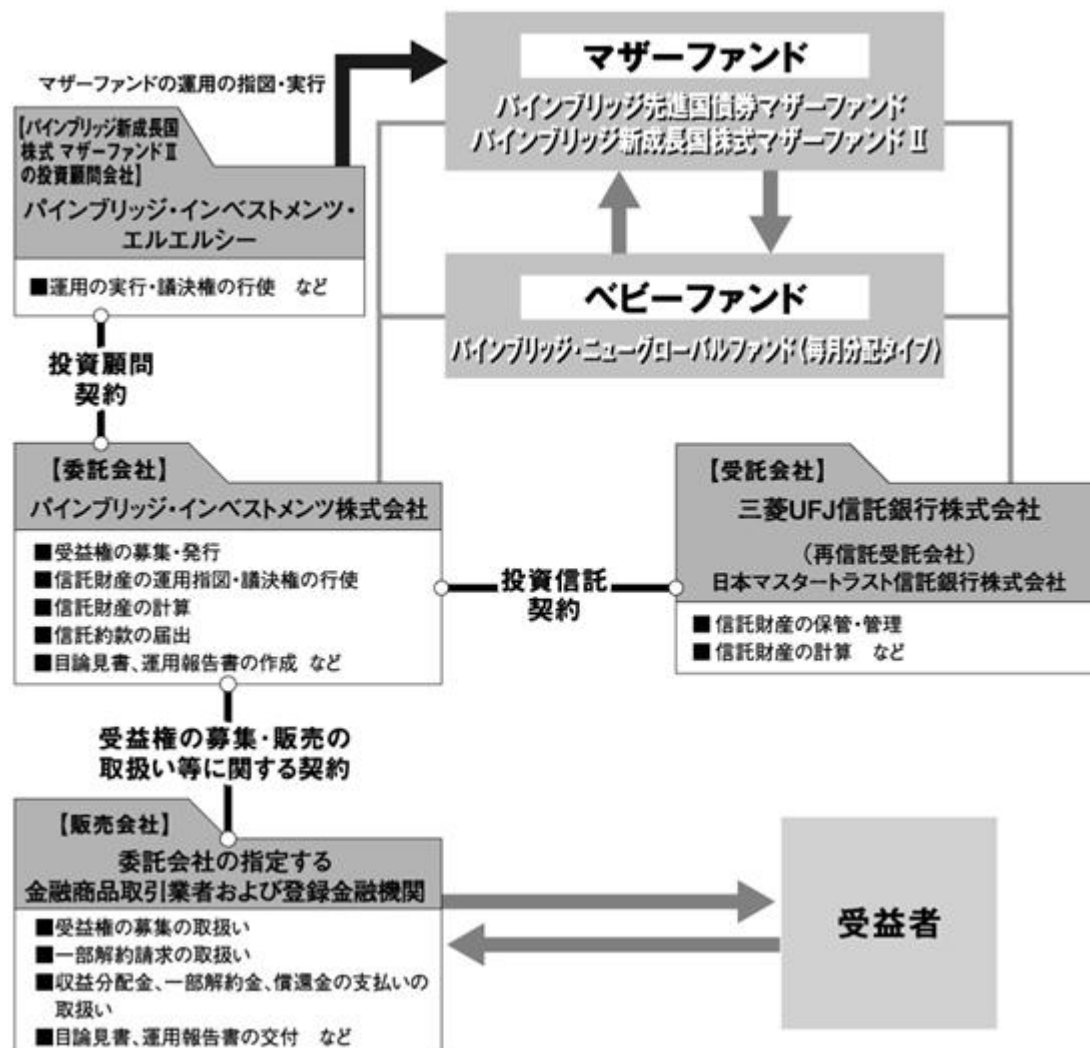 マザーファンドの運用の指図・実行
マザーファンド
パインブリッジ先進国債券マザーファンド
パインブリッジ新成長国株式マザーファンドⅡ
【パインブリッジ新成長国
株式 マザーファンドⅡ
の投資顧問会社】
パインブリッジ・インベストメンツ・
エルエルシー
■運用の実行・議決権の行使 など
ベビーファンド
パインブリッジ・ニューグローバルファンド(毎月分配タイプ)
投資顧問
契約
【委託会社】
パインブリッジ・インベストメンツ株式会社
■受益権の募集・発行
■信託財産の運用指図・議決権の行使
■信託財産の計算
■信託約款の届出
■目論見書、運用報告書の作成 など
投資信託
契約
【受託会社】
三菱UFJ信託銀行株式会社
（再信託受託会社）
日本マスタートラスト信託銀行株式会社
■ 信託財産の保管・管理
■ 信託財産の計算 など
受益権の募集・販売の
取扱い等に関する契約
【販売会社】
委託会社の指定する
金融商品取引業者および登録金融機関
■受益権の募集の取扱い
■一部解約請求の取扱い
■収益分配金、一部解約金、償還金の支払いの
取扱い
■目論見書、運用報告書の交付 など
受益者